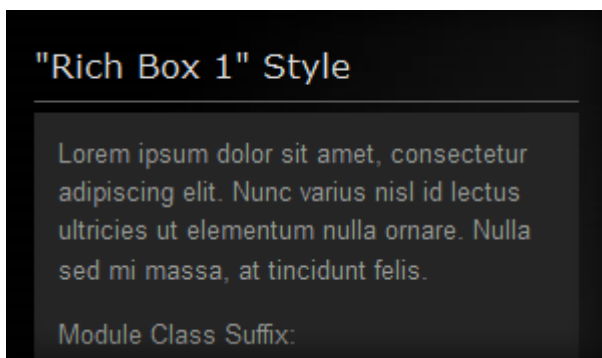 "Rich Box 1" Style
Lorem ipsum dolor sit amet, consectetur
adipiscing elit. Nunc varius nisl id lectus
ultricies ut elementum nulla ornare. Nulla
sed mi massa, at tincidunt felis.
Module Class Suffix: